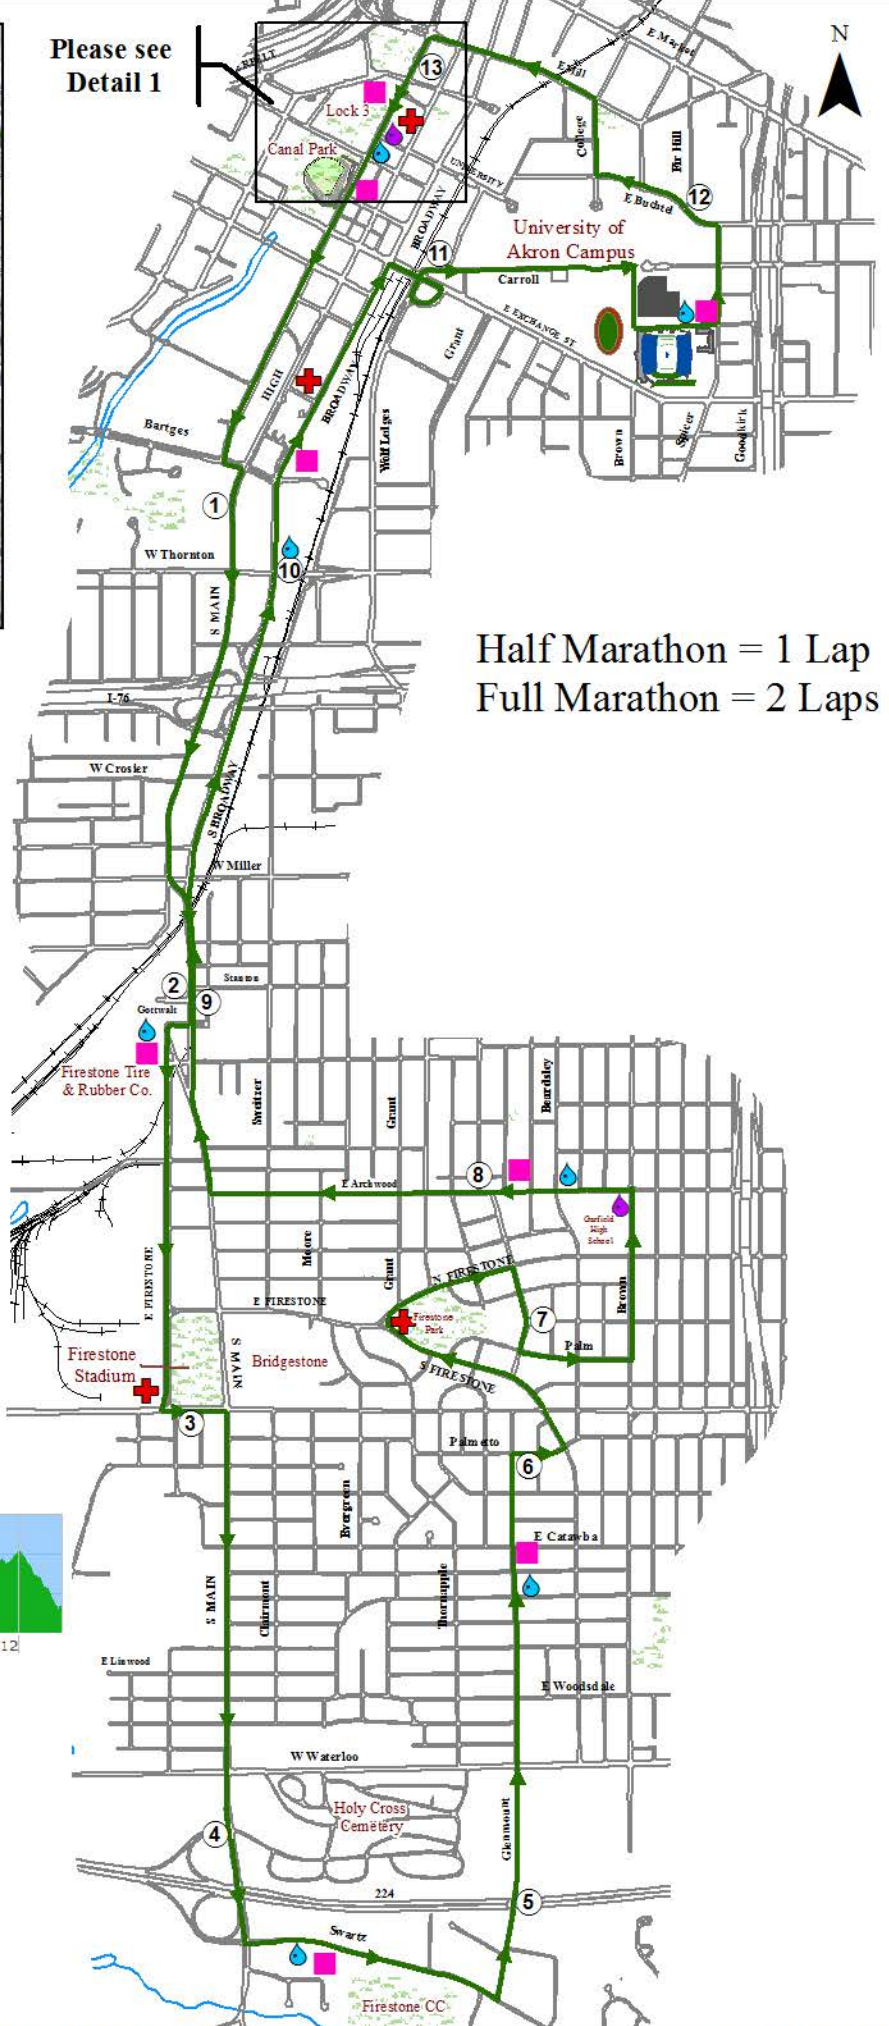 Please see
Detail 1
N
E Market
13
E Mill
Lock 3
College
Fir Hill
Canal Park
UNIVERSITY
12
E Buchtel
BROADWAY
University of
Akron Campus
11
Carroll
E EXCHANGE ST
Grant
HIGH
BROADWAY
Wolf Ledges
Bartges
Brown
Spicer
Goodkirk
1
W Thornton
10
S MAIN
Half Marathon = 1 Lap
Full Marathon = 2 Laps
I-76
W Crosier
S BROADWAY
W Miller
2
Stanton
9
Gottwalt
Firestone Tire
& Rubber Co.
Sweitzer
Grant
Beardsley
8
E Archwood
Garfield
High
School
Moore
Grant
N FIRESTONE
E FIRESTONE
E FIRESTONE
Brown
Firestone
Park
7
Palm
Firestone
Stadium
S MAIN
Bridgestone
S FIRESTONE
3
Palmetto
6
Evergreen
E Catawba
S MAIN
Clairmont
Thornapple
12
E Linwood
E Woodsdale
W Waterloo
Holy Cross
Cemetery
4
Glenmount
224
5
Swartz
Firestone CC